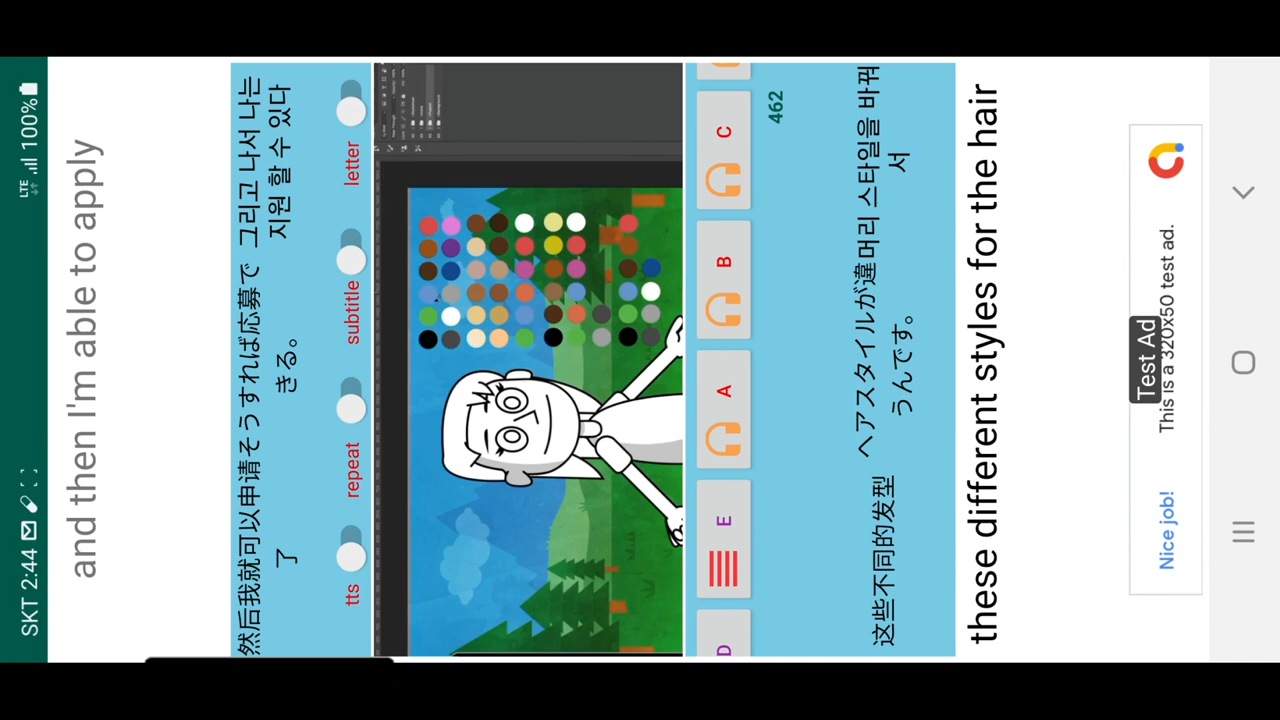 SKT 2:44
LTE
100%
and then I'm able to apply
然后我就可以申请
了
そうすれば応募で
きる。
그리고 나서 나는
지원 할 수 있다
tts
repeat
subtitle
letter
D
E
A
B
C
462
这些不同的发型
ヘアスタイルが違
うんです。
머리 스타일을 바꿔
서
these different styles for the hair
Test Ad
Nice job!
This is a 320x50 test ad.